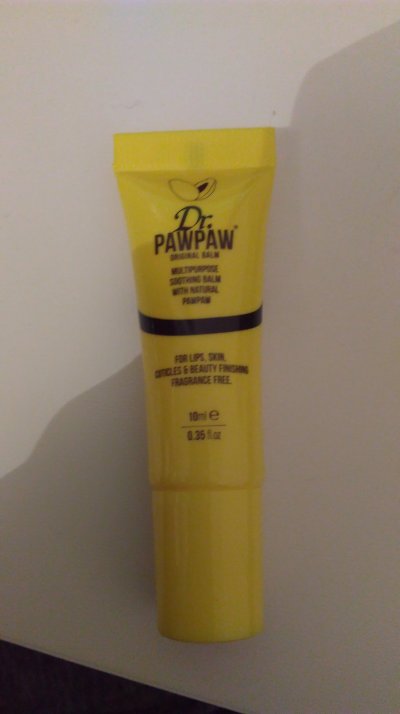 Dr.
PAWPAW®
ORIGINAL BALM
MULTIPURPOSE
SOOTHING BALM
WITH NATURAL
PAWPAW
FOR LIPS, SKIN,
CUTICLES & BEAUTY FINISHING
FRAGRANCE FREE.
10ml ℮
0.35 fl oz